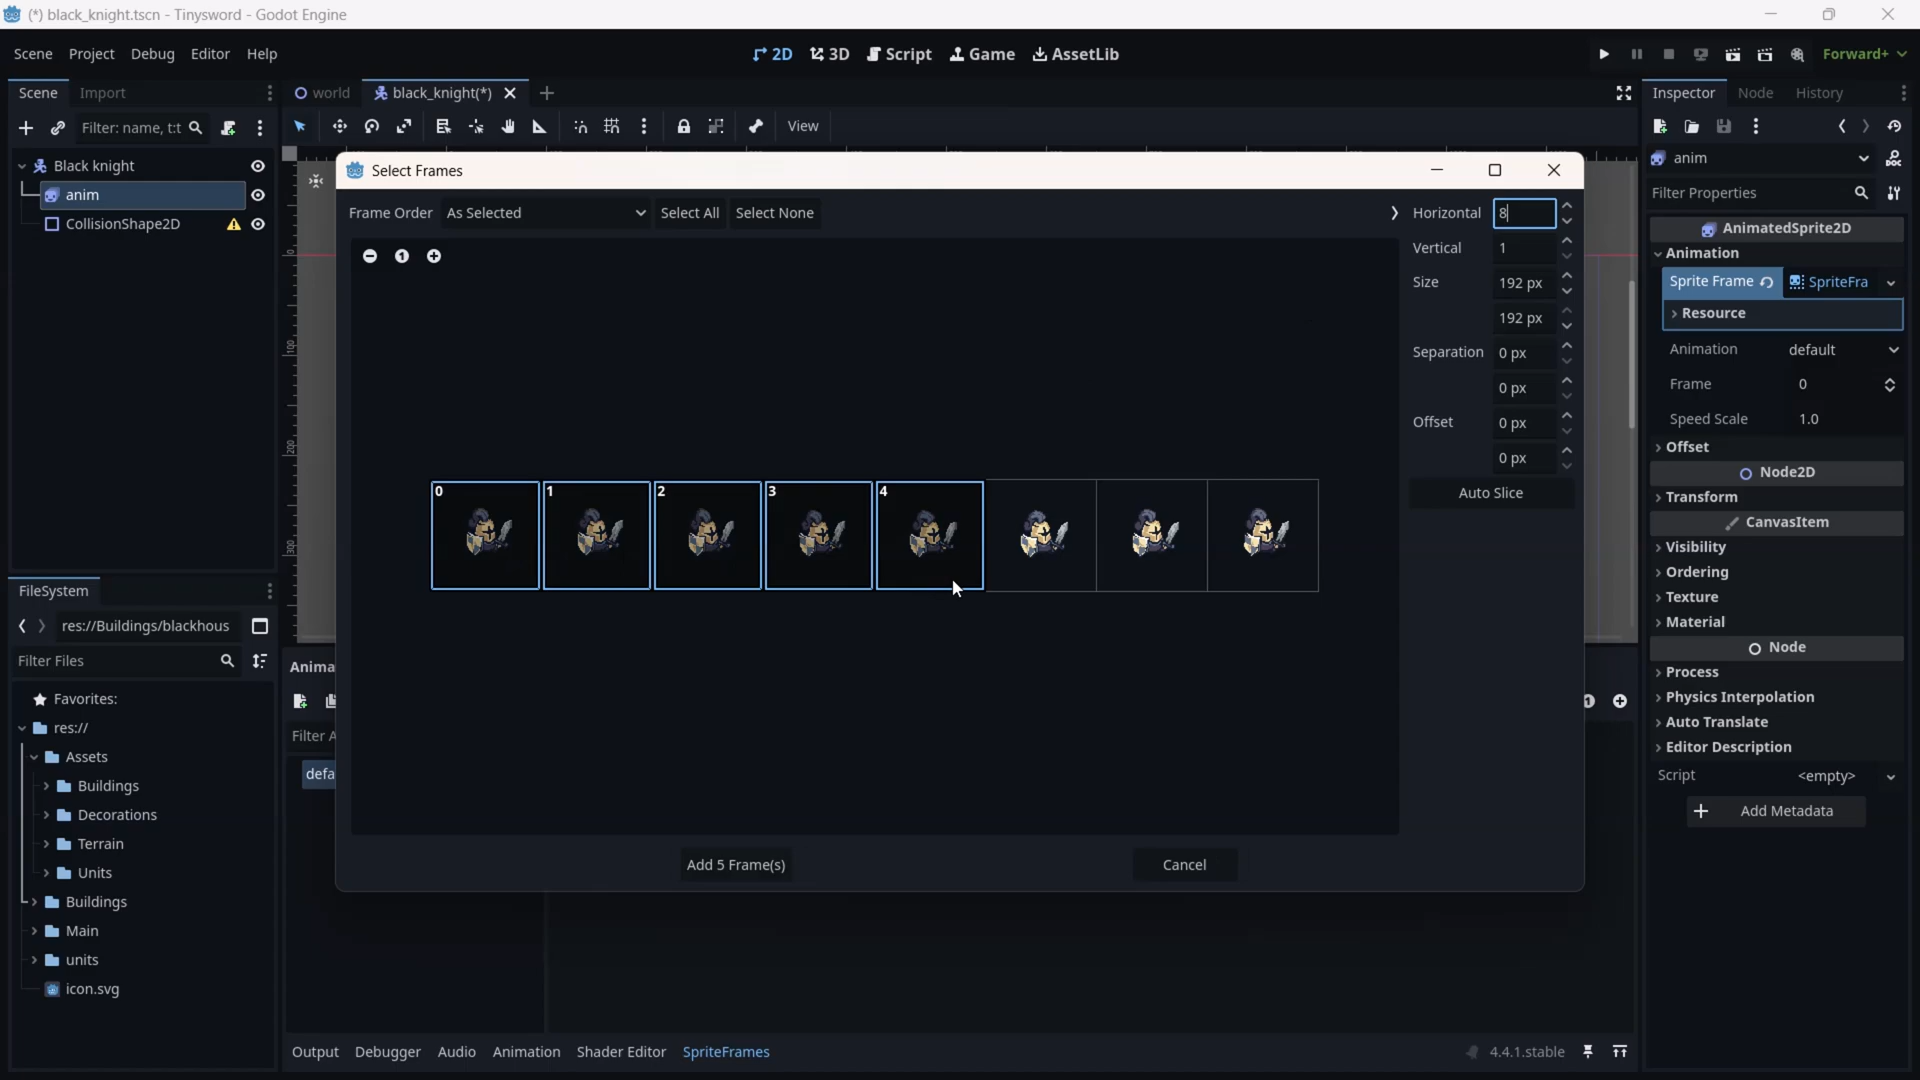 (*) black_knight.tscn - Tinysword - Godot Engine
Scene Project Debug Editor Help
2D 3D Script Game AssetLib
Forward+
Scene Import
world black_knight(*)
Inspector Node History
Filter: name, t:t
View
Black knight
anim
CollisionShape2D
Select Frames
Frame Order As Selected Select All Select None
Horizontal 8
Vertical 1
Size 192 px
192 px
Separation 0 px
0 px
Offset 0 px
0 px
Auto Slice
1
0 1 2 3 4
Add 5 Frame(s) Cancel
0
100
200
300
anim
Filter Properties
AnimatedSprite2D
Animation
Sprite Frame SpriteFra
Resource
Animation default
Frame 0
Speed Scale 1.0
Offset
Node2D
Transform
CanvasItem
Visibility
Ordering
Texture
Material
Node
Process
Physics Interpolation
Auto Translate
Editor Description
Script <empty>
Add Metadata
FileSystem
res://Buildings/blackhous
Filter Files
Favorites:
res://
Assets
Buildings
Decorations
Terrain
Units
Buildings
Main
units
icon.svg
Anima
Filter A
defa
1
Output Debugger Audio Animation Shader Editor SpriteFrames
4.4.1.stable